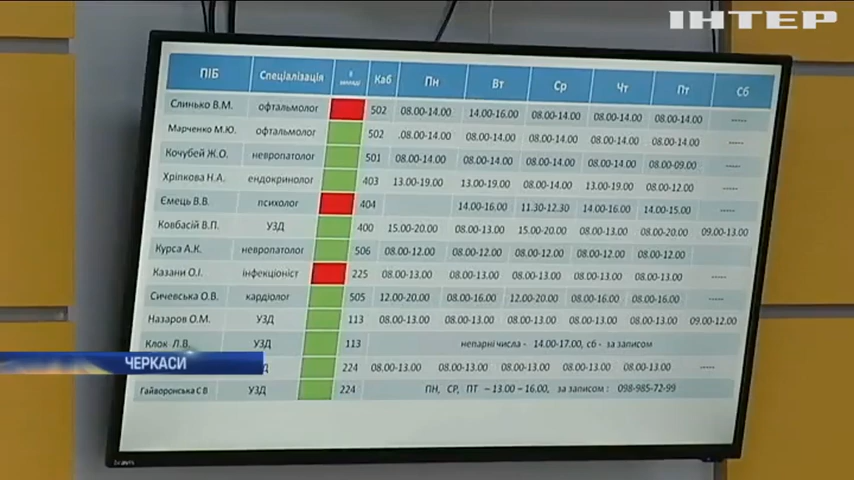 ІНТЕР
ПІБ Спеціалізація В закладі Каб Пн Вт Ср Чт Пт Сб
Слинько В.М. офтальмолог 502 08.00-14.00 14.00-16.00 08.00-14.00 08.00-14.00 08.00-14.00 -----
Марченко М.Ю. офтальмолог 502 .08.00-14.00 08.00-14.00 08.00-14.00 08.00-14.00 08.00-14.00 -----
Кочубей Ж.О. невропатолог 501 08.00-14.00 08.00-14.00 08.00-14.00 08.00-14.00 08.00-09.00 -----
Хріпкова Н.А. ендокринолог 403 13.00-19.00 13.00-19.00 08.00-14.00 13.00-19.00 08.00-12.00 -----
Ємець В.В. психолог 404 14.00-16.00 11.30-12.30 14.00-16.00 14.00-15.00 -----
Ковбасій В.П. УЗД 400 15.00-20.00 08.00-13.00 15.00-20.00 08.00-13.00 08.00-20.00 09.00-13.00
Курса А.К. невропатолог 506 08.00-12.00 08.00-12.00 08.00-12.00 08.00-12.00 08.00-12.00
Казани О.І. інфекціоніст 225 08.00-13.00 08.00-13.00 08.00-13.00 08.00-13.00 08.00-13.00 -----
Сичевська О.В. кардіолог 505 12.00-20.00 08.00-16.00 12.00-20.00 08.00-16.00 08.00-16.00 -----
Назаров О.М. УЗД 113 08.00-13.00 08.00-13.00 08.00-13.00 08.00-13.00 08.00-13.00 09.00-12.00
Клок Л.В. УЗД 113 непарні числа - 14.00-17.00, сб - за записом
224 08.00-13.00 08.00-13.00 08.00-13.00 08.00-13.00 08.00-13.00 -----
Гайворонська С В УЗД 224 ПН, СР, ПТ – 13.00 – 16.00, за записом : 098-985-72-99
ЧЕРКАСИ